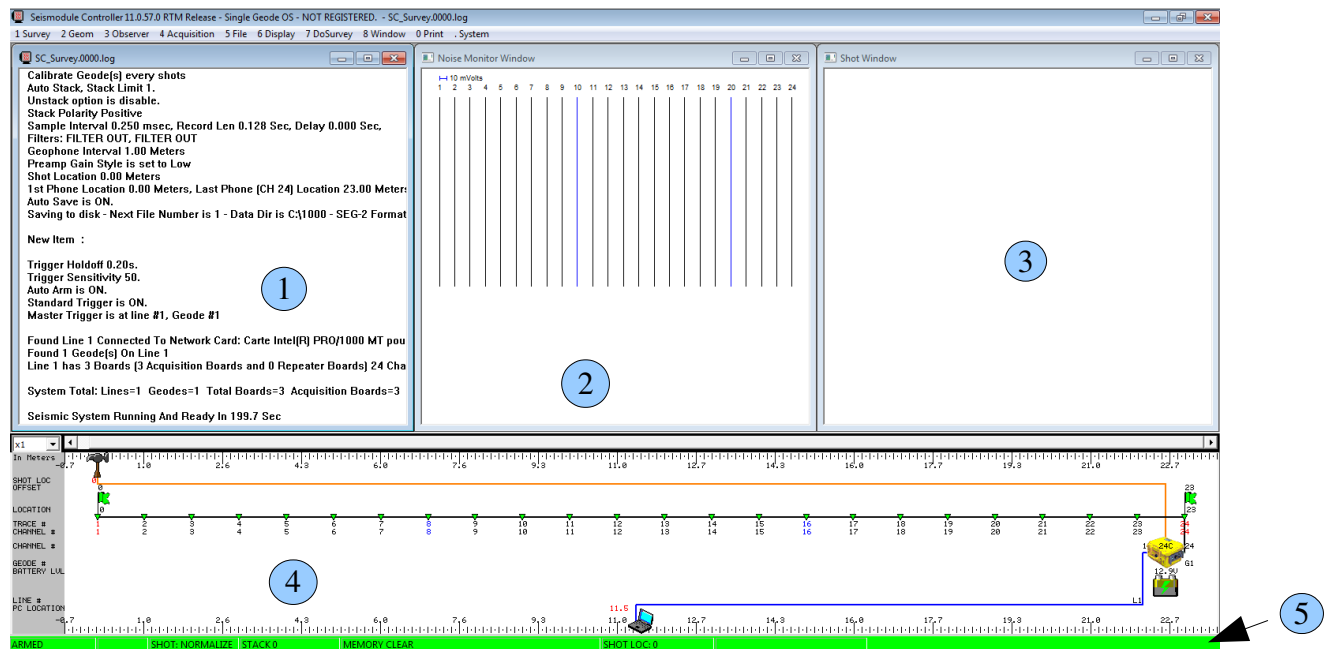 Seismodule Controller 11.0.57.0 RTM Release - Single Geode OS - NOT REGISTERED. - SC_Survey.0000.log
1 Survey 2 Geom 3 Observer 4 Acquisition 5 File 6 Display 7 DoSurvey 8 Window 0 Print . System
SC_Survey.0000.log
Calibrate Geode(s) every shots
Auto Stack, Stack Limit 1.
Unstack option is disable.
Stack Polarity Positive
Sample Interval 0.250 msec, Record Len 0.128 Sec, Delay 0.000 Sec,
Filters: FILTER OUT, FILTER OUT
Geophone Interval 1.00 Meters
Preamp Gain Style is set to Low
Shot Location 0.00 Meters
1st Phone Location 0.00 Meters, Last Phone (CH 24) Location 23.00 Meters
Auto Save is ON.
Saving to disk - Next File Number is 1 - Data Dir is C:\1000 - SEG-2 Format
New Item :
Trigger Holdoff 0.20s.
Trigger Sensitivity 50.
Auto Arm is ON.
Standard Trigger is ON.
Master Trigger is at line #1, Geode #1
Found Line 1 Connected To Network Card: Carte Intel(R) PRO/1000 MT pou
Found 1 Geode(s) On Line 1
Line 1 has 3 Boards (3 Acquisition Boards and 0 Repeater Boards) 24 Cha
System Total: Lines=1 Geodes=1 Total Boards=3 Acquisition Boards=3
Seismic System Running And Ready In 199.7 Sec
1
Noise Monitor Window
10 mVolts
1 2 3 4 5 6 7 8 9 10 11 12 13 14 15 16 17 18 19 20 21 22 23 24
2
Shot Window
3
x1
In Meters
-0.7 1.0 2.6 4.3 6.0 7.6 9.3 11.0 12.7 14.3 16.0 17.7 19.3 21.0 22.7
SHOT LOC 0
OFFSET 0 23
LOCATION 0 23
TRACE # 1 2 3 4 5 6 7 8 9 10 11 12 13 14 15 16 17 18 19 20 21 22 23 24
CHANNEL # 1 2 3 4 5 6 7 8 9 10 11 12 13 14 15 16 17 18 19 20 21 22 23 24
CHANNEL # 1 24C 24
GEODE # G1
BATTERY LVL 12.9V
4
LINE # L1
PC LOCATION 11.5
-0.7 1.0 2.6 4.3 6.0 7.6 9.3 11.0 12.7 14.3 16.0 17.7 19.3 21.0 22.7
ARMED SHOT: NORMALIZE STACK 0 MEMORY CLEAR SHOT LOC: 0
5